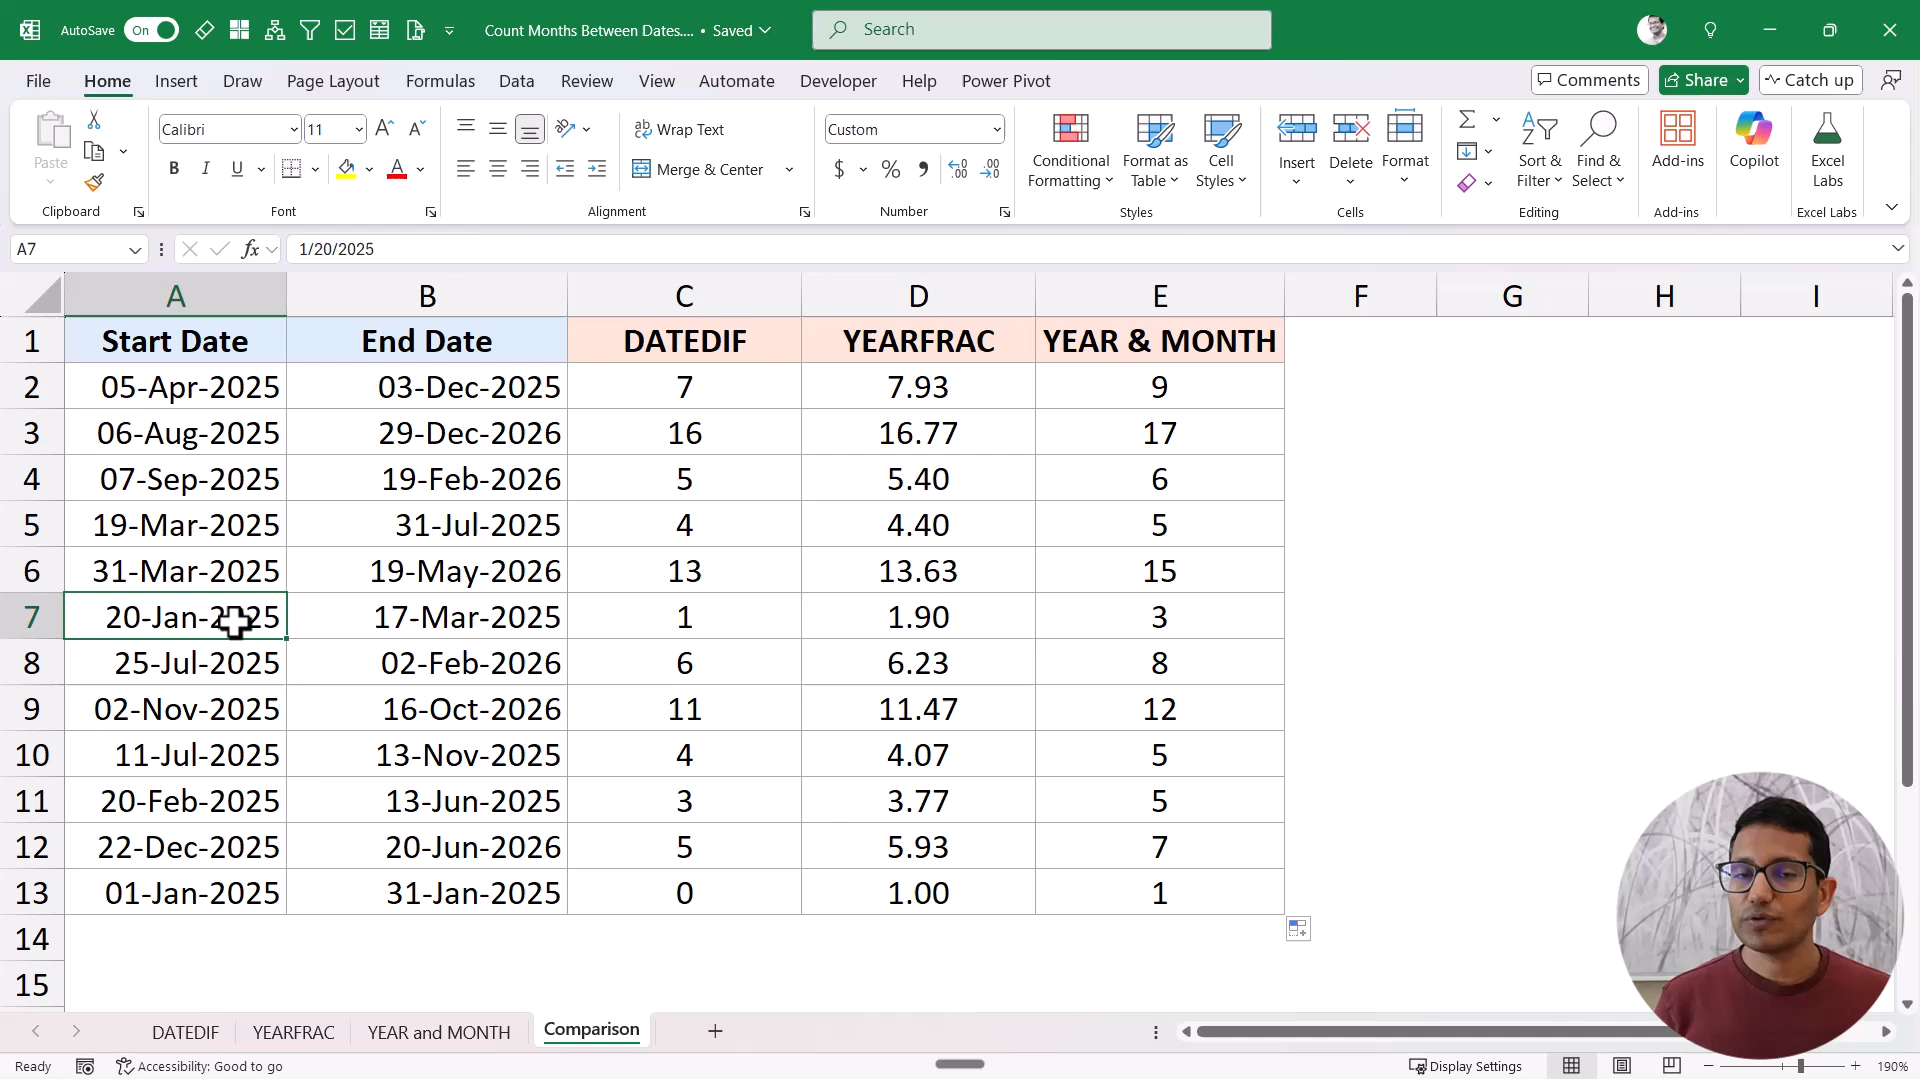 AutoSave On Count Months Between Dates.... • Saved Search
File Home Insert Draw Page Layout Formulas Data Review View Automate Developer Help Power Pivot Comments Share Catch up
Paste
Calibri 11 Wrap Text Custom
B I U Merge & Center $ %
Conditional Formatting Format as Table Cell Styles Insert Delete Format Sort & Filter Find & Select Add-ins Copilot Excel Labs
Clipboard Font Alignment Number Styles Cells Editing Add-ins Excel Labs
A7 fx 1/20/2025
A B C D E F G H I
1 Start Date End Date DATEDIF YEARFRAC YEAR & MONTH
2 05-Apr-2025 03-Dec-2025 7 7.93 9
3 06-Aug-2025 29-Dec-2026 16 16.77 17
4 07-Sep-2025 19-Feb-2026 5 5.40 6
5 19-Mar-2025 31-Jul-2025 4 4.40 5
6 31-Mar-2025 19-May-2026 13 13.63 15
7 20-Jan-2025 17-Mar-2025 1 1.90 3
8 25-Jul-2025 02-Feb-2026 6 6.23 8
9 02-Nov-2025 16-Oct-2026 11 11.47 12
10 11-Jul-2025 13-Nov-2025 4 4.07 5
11 20-Feb-2025 13-Jun-2025 3 3.77 5
12 22-Dec-2025 20-Jun-2026 5 5.93 7
13 01-Jan-2025 31-Jan-2025 0 1.00 1
14
15
DATEDIF YEARFRAC YEAR and MONTH Comparison
Ready Accessibility: Good to go Display Settings 190%